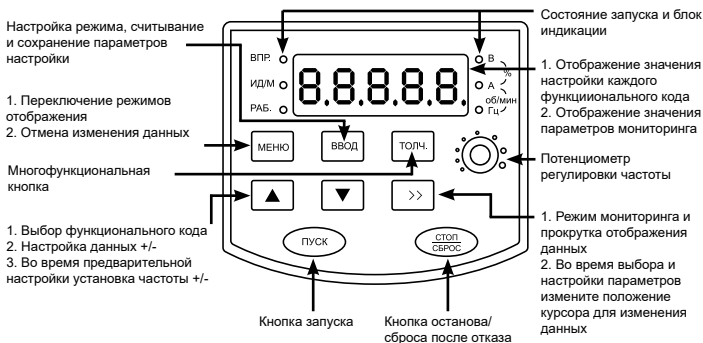 Настройка режима, считывание
и сохранение параметров
настройки
1. Переключение режимов
отображения
2. Отмена изменения данных
Многофункциональная
кнопка
1. Выбор функционального кода
2. Настройка данных +/-
3. Во время предварительной
настройки установка частоты +/-
ВПР.
ИД/М
РАБ.
8.8.8.8.8.
В
%
А
об/мин
Гц
МЕНЮ
ВВОД
ТОЛЧ.
>>
ПУСК
СТОП
СБРОС
Кнопка запуска
Кнопка останова/
сброса после отказа
Состояние запуска и блок
индикации
1. Отображение значения
настройки каждого
функциионального кода
2. Отображение значения
параметров мониторинга
Потенциометр
регулировки частоты
1. Режим мониторинга и
прокрутка отображения
данных
2. Во время выбора и
настройки параметров
измените положение
курсора для изменения
данных